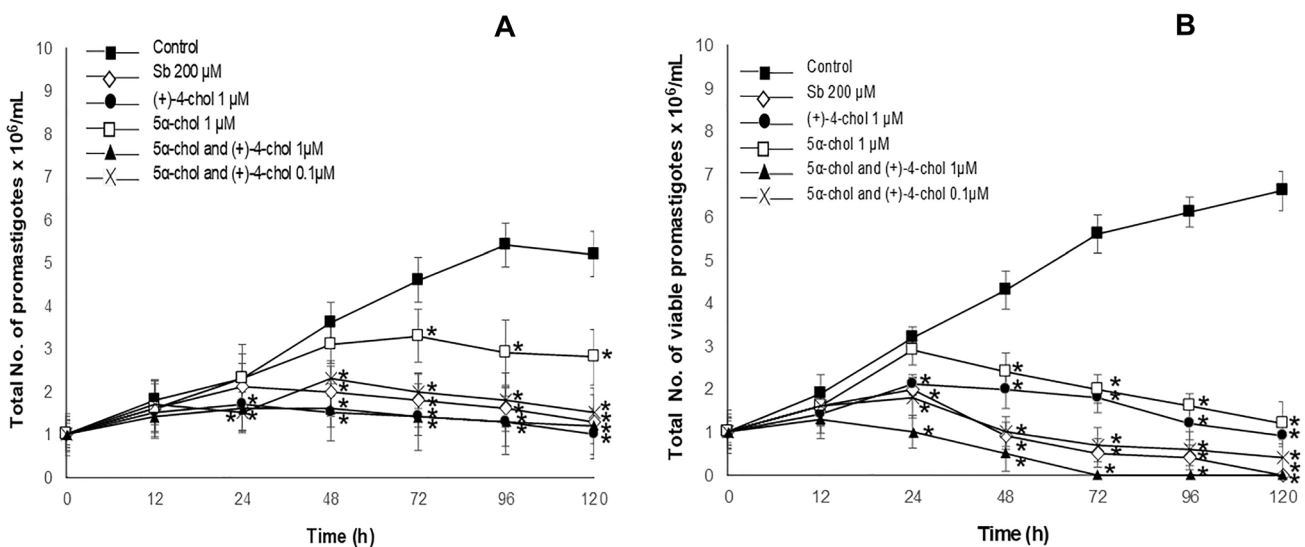 A
Total No. of promastigotes x 10⁶/mL
10
9
8
7
6
5
4
3
2
1
0
Control
Sb 200 µM
(+)-4-chol 1 µM
5α-chol 1 µM
5α-chol and (+)-4-chol 1µM
5α-chol and (+)-4-chol 0.1µM
* * * * * * * * * * * * * * * * * * * * *
0 12 24 48 72 96 120
Time (h)
B
Total No. of viable promastigotes x 10⁶/mL
10
9
8
7
6
5
4
3
2
1
0
Control
Sb 200 µM
(+)-4-chol 1 µM
5α-chol 1 µM
5α-chol and (+)-4-chol 1µM
5α-chol and (+)-4-chol 0.1µM
* * * * * * * * * * * * * * * * * * * * * * *
0 12 24 48 72 96 120
Time (h)